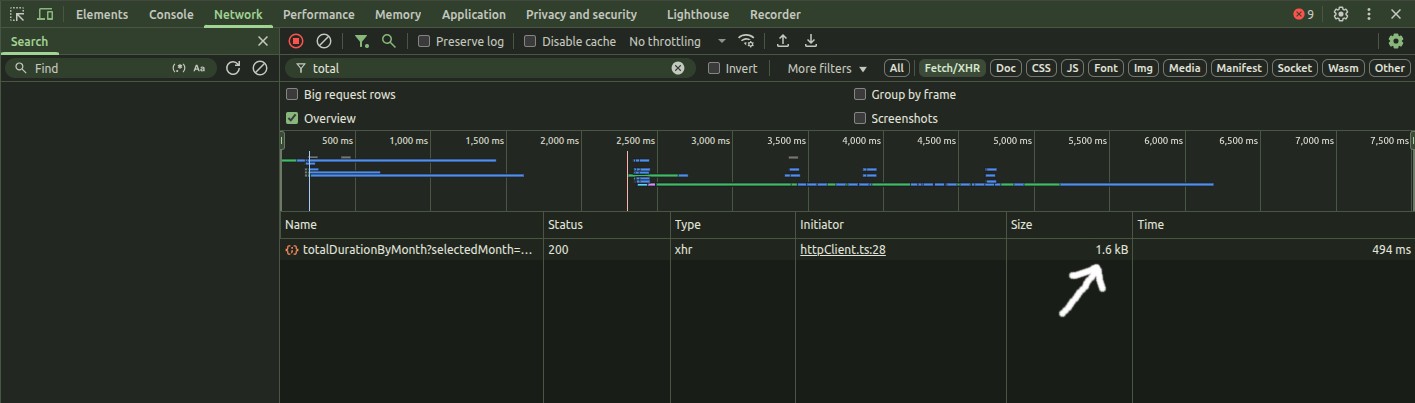 Elements Console Network Performance Memory Application Privacy and security Lighthouse Recorder 9
Search
Preserve log Disable cache No throttling
Find (.*) Aa
total Invert More filters All Fetch/XHR Doc CSS JS Font Img Media Manifest Socket Wasm Other
Big request rows Group by frame
Overview Screenshots
500 ms 1,000 ms 1,500 ms 2,000 ms 2,500 ms 3,000 ms 3,500 ms 4,000 ms 4,500 ms 5,000 ms 5,500 ms 6,000 ms 6,500 ms 7,000 ms 7,500 ms
Name Status Type Initiator Size Time
totalDurationByMonth?selectedMonth=... 200 xhr httpClient.ts:28 1.6 kB 494 ms